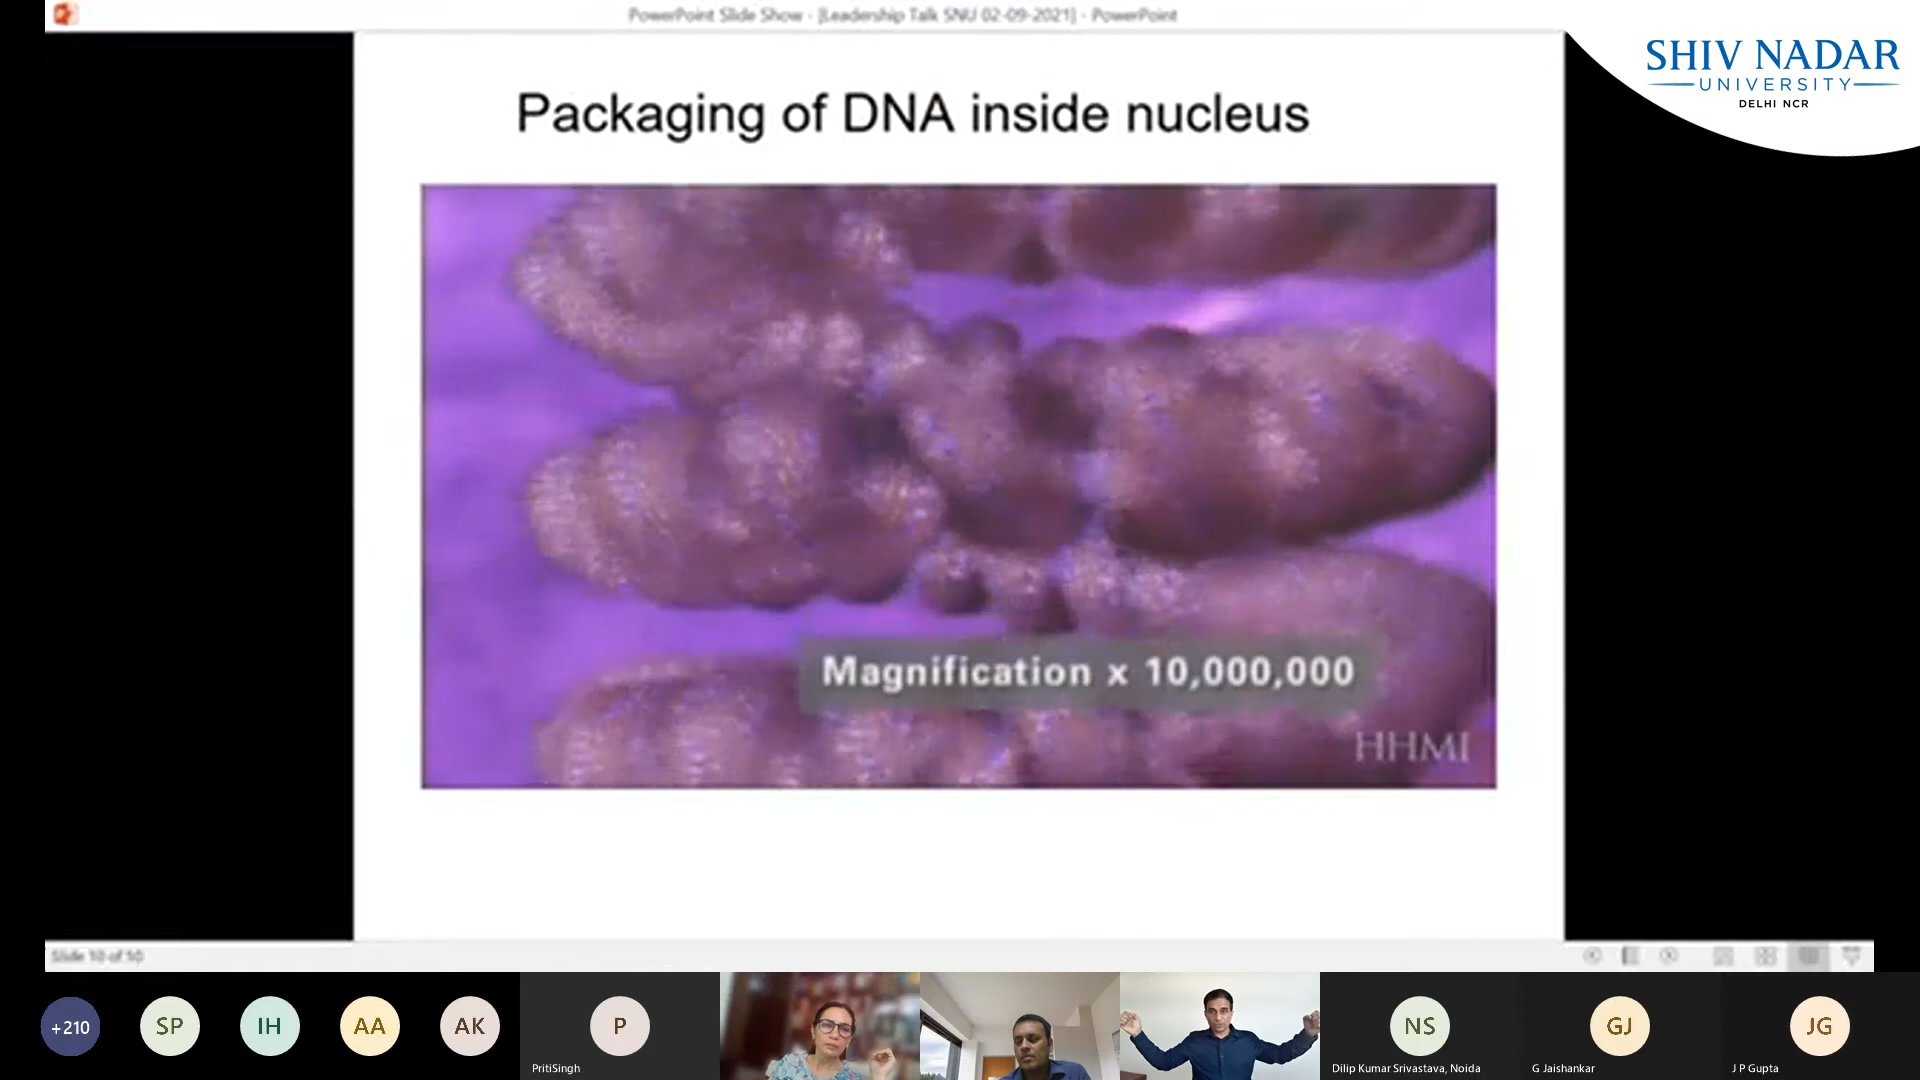 PowerPoint Slide Show - [Leadership Talk SNU 02-09-2021] - PowerPoint
SHIV NADAR
UNIVERSITY
DELHI NCR
Packaging of DNA inside nucleus
Magnification x 10,000,000
HHMI
Slide 10 of 50
+210
SP
IH
AA
AK
P
PritiSingh
NS
Dilip Kumar Srivastava, Noida
GJ
G Jaishankar
JG
J P Gupta